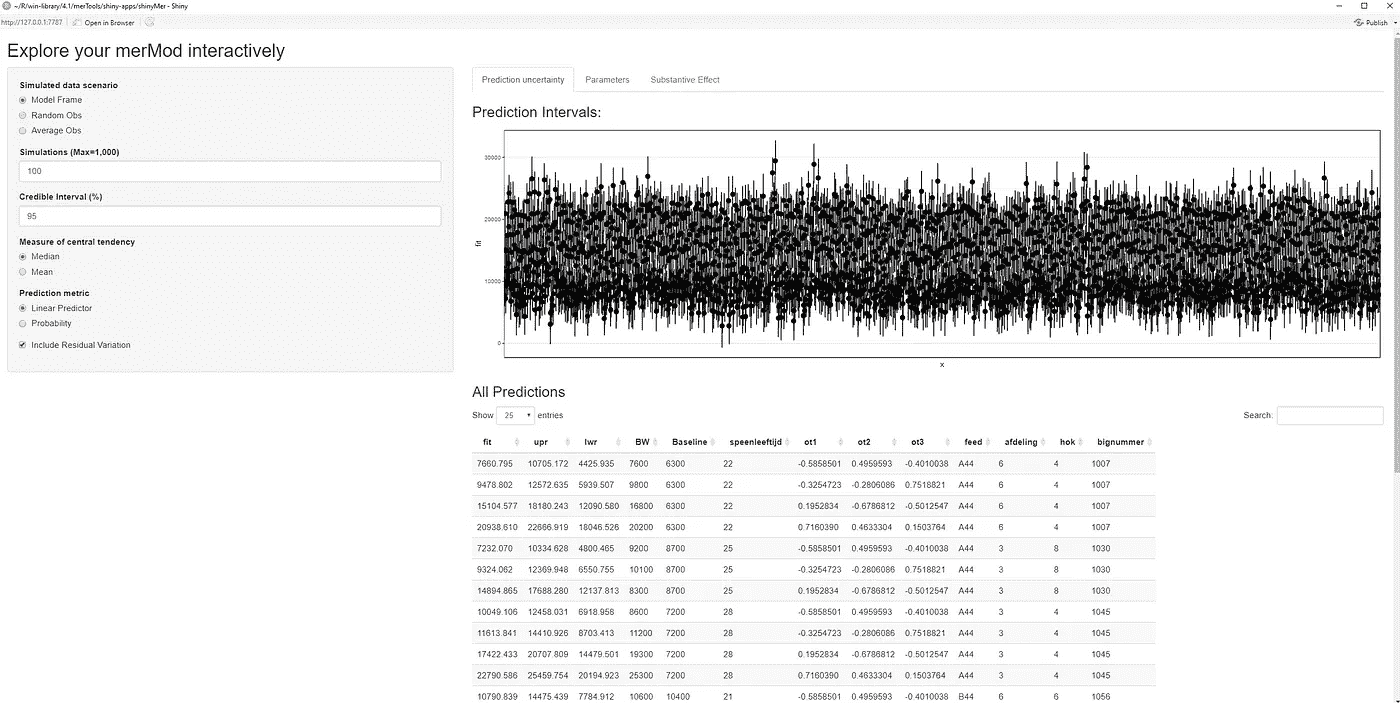 ~/R/win-library/4.1/merTools/shiny-apps/shinyMer - Shiny
http://127.0.0.1:7787 Open in Browser Publish
Explore your merMod interactively
Simulated data scenario
Model Frame
Random Obs
Average Obs
Simulations (Max=1,000)
100
Credible Interval (%)
95
Measure of central tendency
Median
Mean
Prediction metric
Linear Predictor
Probability
Include Residual Variation
Prediction uncertainty Parameters Substantive Effect
Prediction Intervals:
30000
20000
10000
0
fit
x
All Predictions
Show 25 entries Search:
fit upr lwr BW Baseline speenleeftijd ot1 ot2 ot3 feed afdeling hok bignummer
7660.795 10705.172 4425.935 7600 6300 22 -0.5858501 0.4959593 -0.4010038 A44 6 4 1007
9478.802 12572.635 5939.507 9800 6300 22 -0.3254723 -0.2806086 0.7518821 A44 6 4 1007
15104.577 18180.243 12090.580 16800 6300 22 0.1952834 -0.6786812 -0.5012547 A44 6 4 1007
20938.610 22666.919 18046.526 20200 6300 22 0.7160390 0.4633304 0.1503764 A44 6 4 1007
7232.070 10334.628 4800.465 9200 8700 25 -0.5858501 0.4959593 -0.4010038 A44 3 8 1030
9324.062 12369.948 6550.755 10100 8700 25 -0.3254723 -0.2806086 0.7518821 A44 3 8 1030
14894.865 17688.280 12137.813 8300 8700 25 0.1952834 -0.6786812 -0.5012547 A44 3 8 1030
10049.106 12458.031 6918.958 8600 7200 28 -0.5858501 0.4959593 -0.4010038 A44 3 4 1045
11613.841 14410.926 8703.413 11200 7200 28 -0.3254723 -0.2806086 0.7518821 A44 3 4 1045
17422.433 20707.809 14479.501 19300 7200 28 0.1952834 -0.6786812 -0.5012547 A44 3 4 1045
22790.586 25459.754 20194.923 25300 7200 28 0.7160390 0.4633304 0.1503764 A44 3 4 1045
10790.839 14475.439 7784.912 10600 10400 21 -0.5858501 0.4959593 -0.4010038 B44 6 6 1056